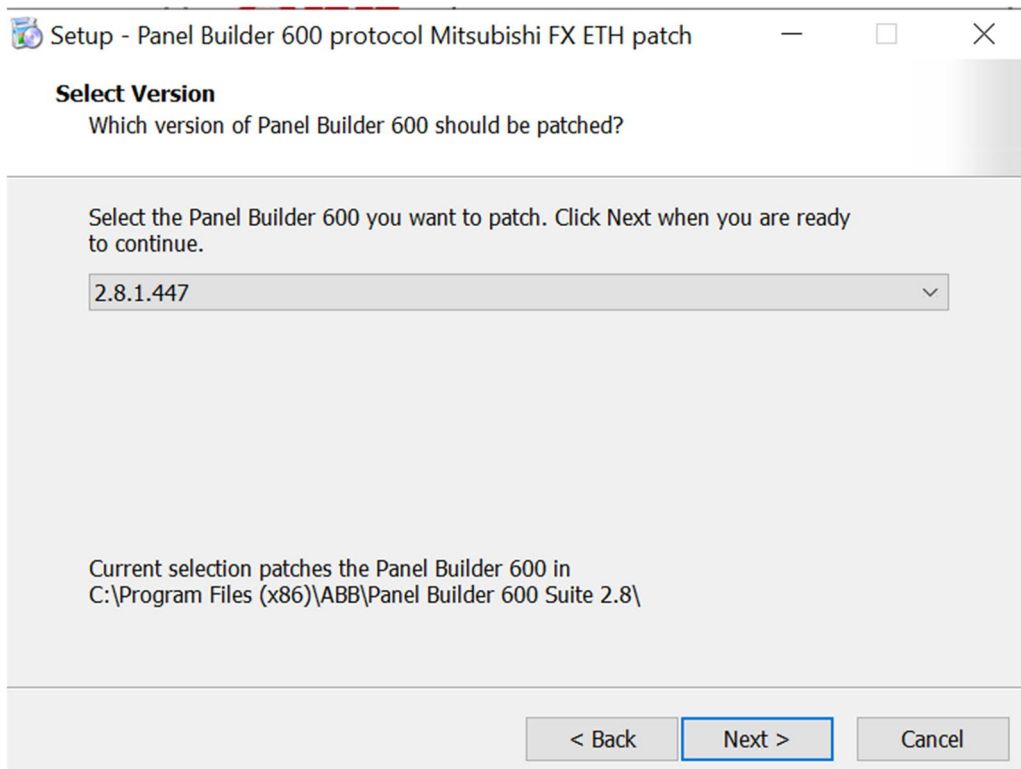 Setup - Panel Builder 600 protocol Mitsubishi FX ETH patch
Select Version
Which version of Panel Builder 600 should be patched?
Select the Panel Builder 600 you want to patch. Click Next when you are ready
to continue.
2.8.1.447
Current selection patches the Panel Builder 600 in
C:\Program Files (x86)\ABB\Panel Builder 600 Suite 2.8\
< Back
Next >
Cancel